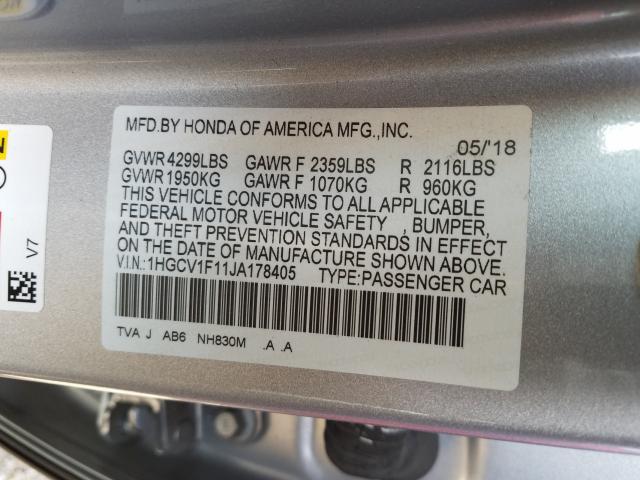 MFD.BY HONDA OF AMERICA MFG.,INC.
05/'18
GVWR 4299LBS GAWR F 2359LBS R 2116LBS
GVWR 1950KG GAWR F 1070KG R 960KG
THIS VEHICLE CONFORMS TO ALL APPLICABLE
FEDERAL MOTOR VEHICLE SAFETY , BUMPER,
AND THEFT PREVENTION STANDARDS IN EFFECT
ON THE DATE OF MANUFACTURE SHOWN ABOVE.
V.I.N.:1HGCV1F11JA178405 TYPE:PASSENGER CAR
TVA J AB6 NH830M .A .A
V7